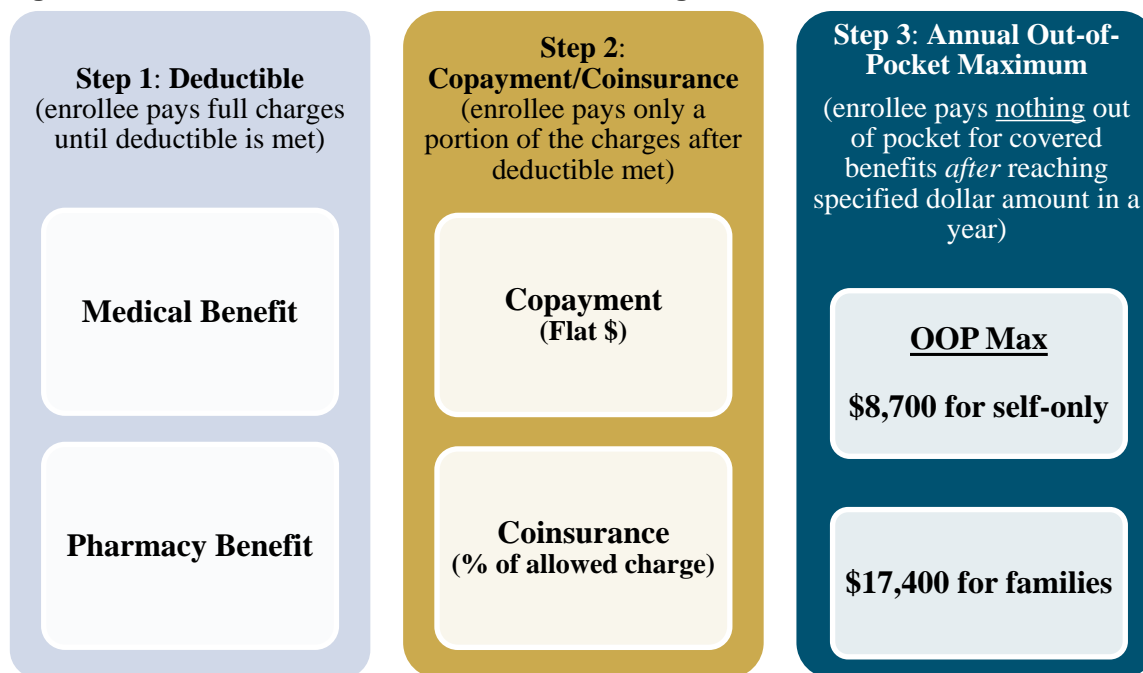 Step 1: Deductible
(enrollee pays full charges
until deductible is met)
Medical Benefit
Pharmacy Benefit
Step 2:
Copayment/Coinsurance
(enrollee pays only a
portion of the charges after
deductible met)
Copayment
(Flat $)
Coinsurance
(% of allowed charge)
Step 3: Annual Out-of-
Pocket Maximum
(enrollee pays nothing out
of pocket for covered
benefits after reaching
specified dollar amount in a
year)
OOP Max
$8,700 for self-only
$17,400 for families